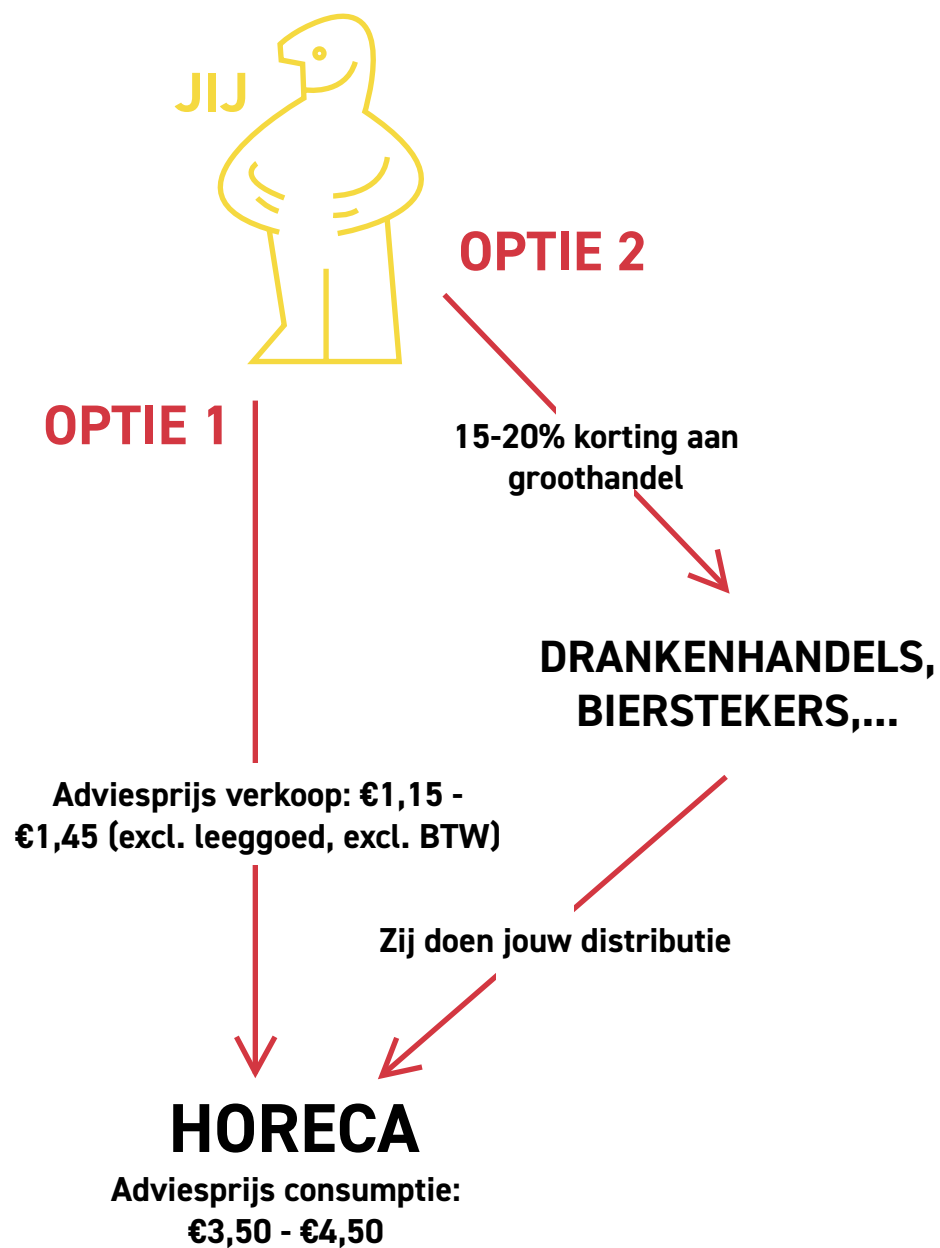 JIJ
OPTIE 2
OPTIE 1
15-20% korting aan
groothandel
DRANKENHANDELS,
BIERSTEKERS,...
Adviesprijs verkoop: €1,15 -
€1,45 (excl. leeggoed, excl. BTW)
Zij doen jouw distributie
HORECA
Adviesprijs consumptie:
€3,50 - €4,50